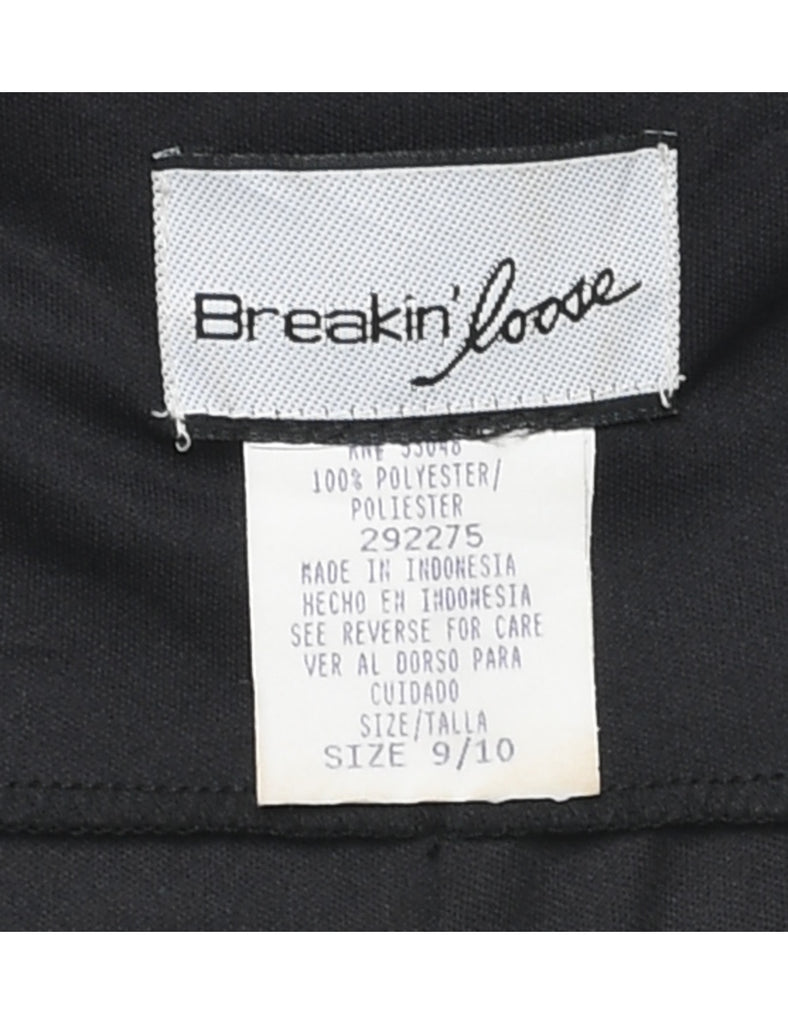 Breakin' loose
100% POLYESTER/
POLIESTER
292275
MADE IN INDONESIA
HECHO EN INDONESIA
SEE REVERSE FOR CARE
VER AL DORSO PARA
CUIDADO
SIZE/TALLA
SIZE 9/10